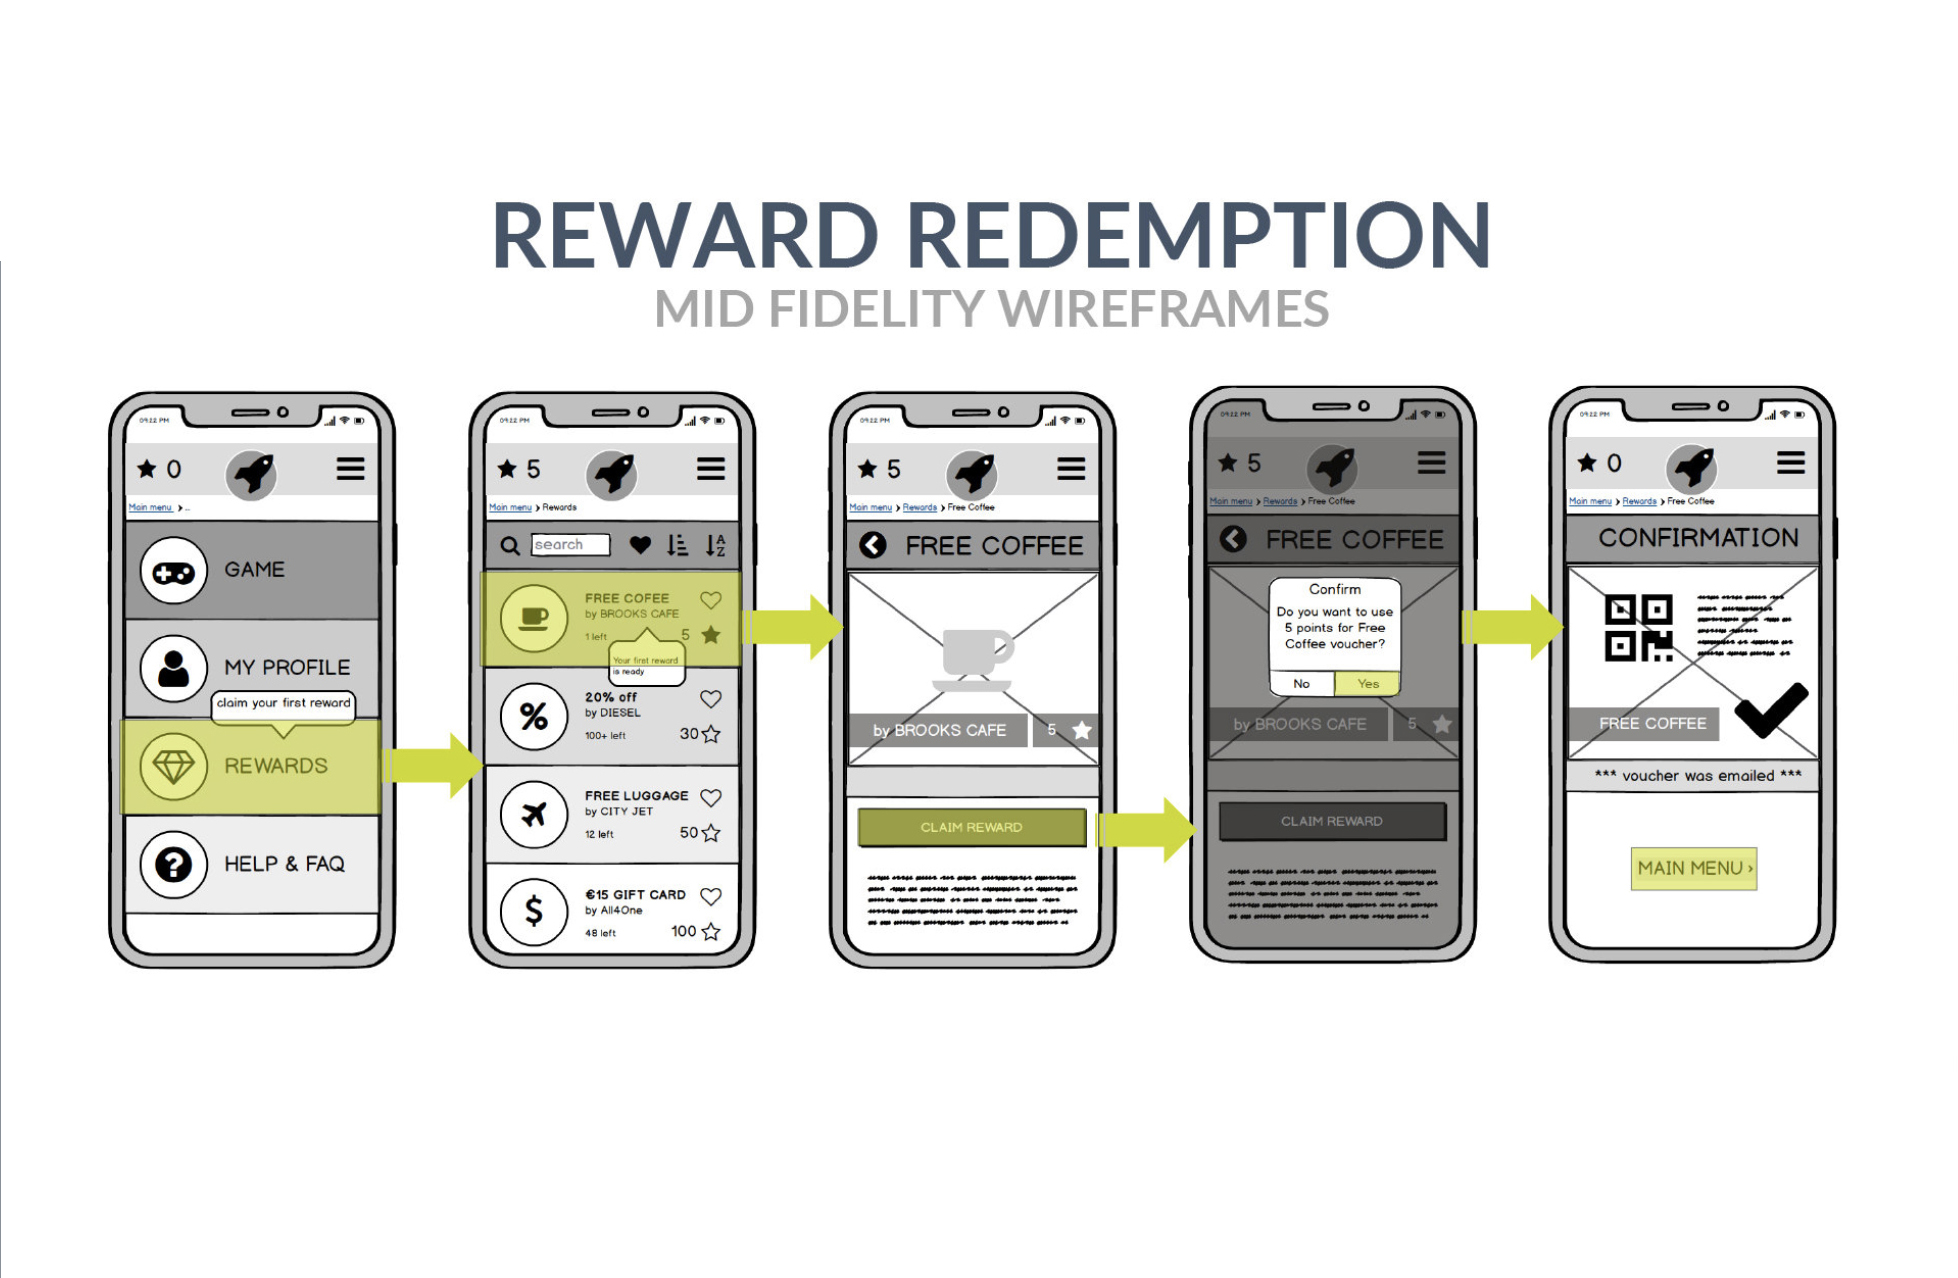 REWARD REDEMPTION
MID FIDELITY WIREFRAMES
09:22 PM
0
Main menu > ..
GAME
MY PROFILE
claim your first reward
REWARDS
HELP & FAQ
09:22 PM
5
Main menu > Rewards
search
A
Z
FREE COFEE
by BROOKS CAFE
1 left
5
Your first reward
is ready
20% off
by DIESEL
100+ left
30
%
FREE LUGGAGE
by CITY JET
12 left
50
€15 GIFT CARD
by All4One
48 left
100
$
09:22 PM
5
Main menu > Rewards > Free Coffee
FREE COFFEE
by BROOKS CAFE
5
CLAIM REWARD
09:22 PM
5
Main menu > Rewards > Free Coffee
FREE COFFEE
Confirm
Do you want to use
5 points for Free
Coffee voucher?
No
Yes
by BROOKS CAFE
5
CLAIM REWARD
09:22 PM
0
Main menu > Rewards > Free Coffee
CONFIRMATION
FREE COFFEE
*** voucher was emailed ***
MAIN MENU ›